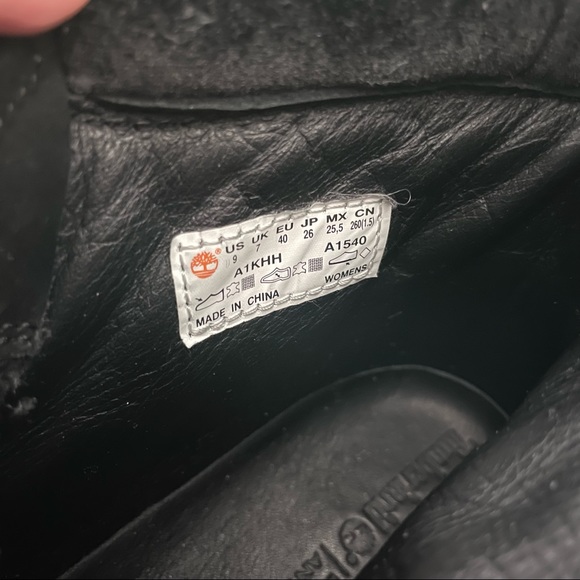 US UK EU JP MX CN
9 7 40 26 25,5 260(1.5)
A1KHH A1540
WOMENS
MADE IN CHINA